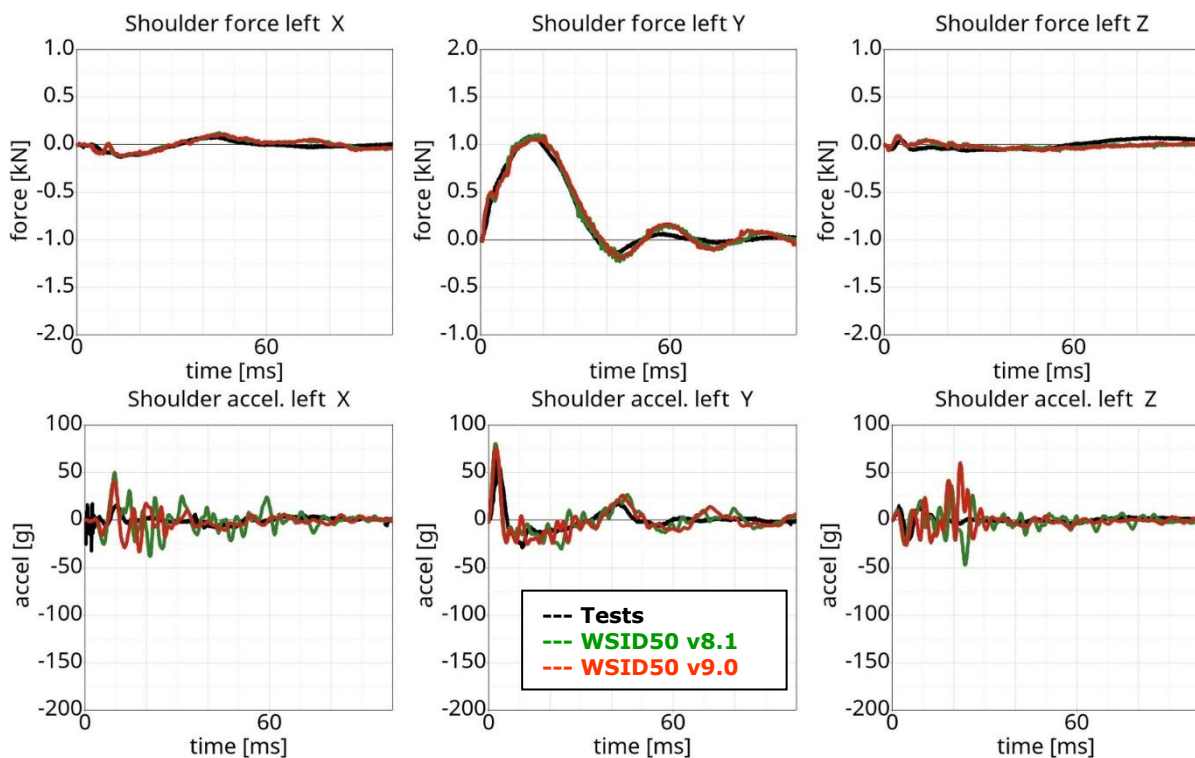 Shoulder force left X
Shoulder force left Y
Shoulder force left Z
1.0
0.5
0.0
-0.5
-1.0
-1.5
-2.0
force [kN]
0
60
time [ms]
2.0
1.5
1.0
0.5
0.0
-0.5
-1.0
force [kN]
0
60
time [ms]
1.0
0.5
0.0
-0.5
-1.0
-1.5
-2.0
force [kN]
0
60
time [ms]
Shoulder accel. left X
Shoulder accel. left Y
Shoulder accel. left Z
100
50
0
-50
-100
-150
-200
accel [g]
0
60
time [ms]
100
50
0
-50
-100
-150
-200
accel [g]
0
60
time [ms]
--- Tests
--- WSID50 v8.1
--- WSID50 v9.0
100
50
0
-50
-100
-150
-200
accel [g]
0
60
time [ms]